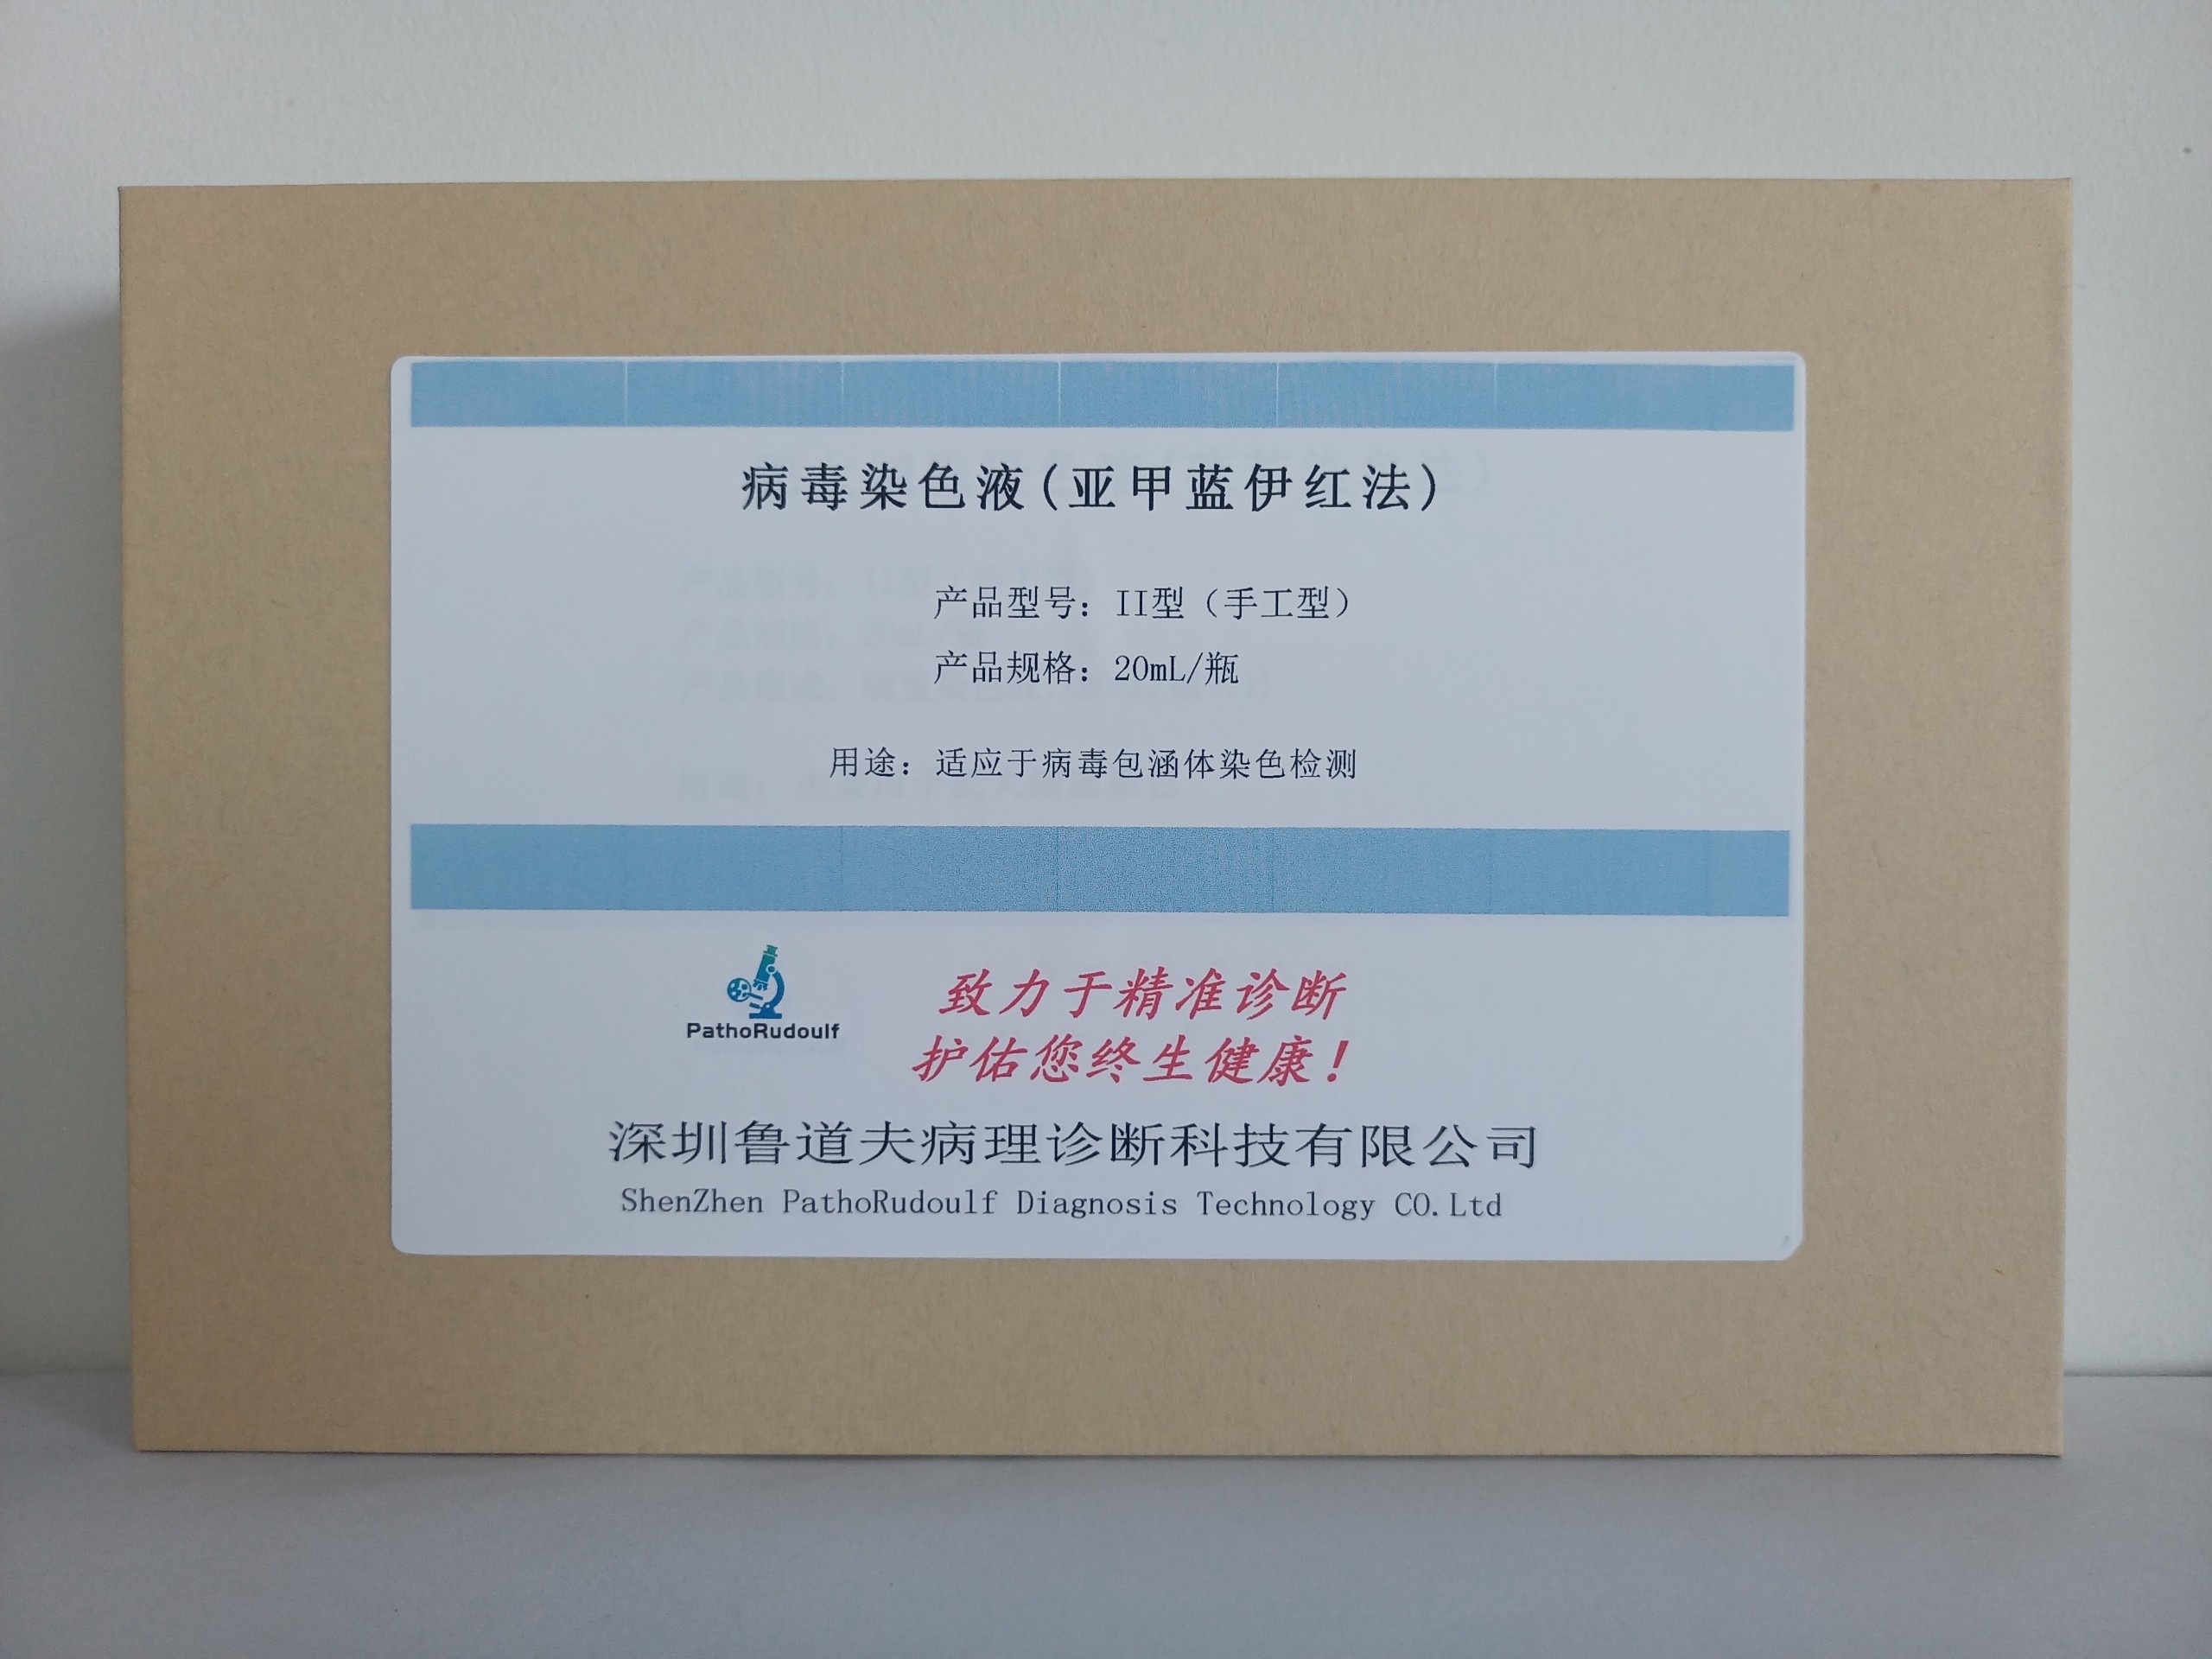 病毒染色液(亚甲蓝伊红法)
产品型号：II型（手工型）
产品规格：20mL/瓶
用途：适应于病毒包涵体染色检测
PathoRudoulf
致力于精准诊断
护佑您终生健康！
深圳鲁道夫病理诊断科技有限公司
ShenZhen PathoRudoulf Diagnosis Technology CO.Ltd